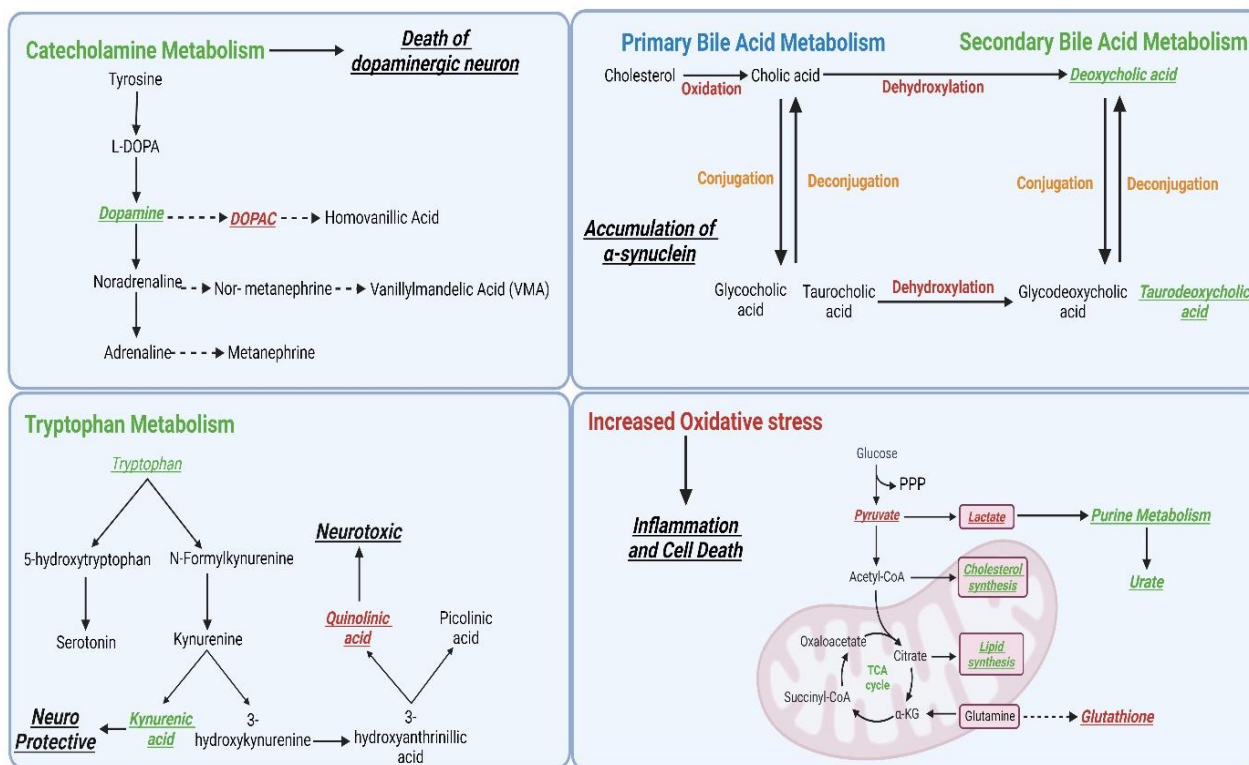 Catecholamine Metabolism
Death of
dopaminergic neuron
Tyrosine
L-DOPA
Dopamine
DOPAC
Homovanillic Acid
Noradrenaline
Nor- metanephrine
Vanillylmandelic Acid (VMA)
Adrenaline
Metanephrine
Primary Bile Acid Metabolism
Secondary Bile Acid Metabolism
Cholesterol
Oxidation
Cholic acid
Dehydroxylation
Deoxycholic acid
Conjugation
Deconjugation
Conjugation
Deconjugation
Accumulation of
α-synuclein
Glycocholic
acid
Taurocholic
acid
Dehydroxylation
Glycodeoxycholic
acid
Taurodeoxycholic
acid
Tryptophan Metabolism
Tryptophan
5-hydroxytryptophan
N-Formylkynurenine
Serotonin
Kynurenine
Neurotoxic
Quinolinic
acid
Picolinic
acid
Neuro
Protective
Kynurenic
acid
3-
hydroxykynurenine
3-
hydroxyanthrinillic
acid
Increased Oxidative stress
Inflammation
and Cell Death
Glucose
PPP
Pyruvate
Lactate
Purine Metabolism
Urate
Acetyl-CoA
Cholesterol
synthesis
Oxaloacetate
Citrate
Lipid
synthesis
TCA
cycle
Succinyl-CoA
α-KG
Glutamine
Glutathione